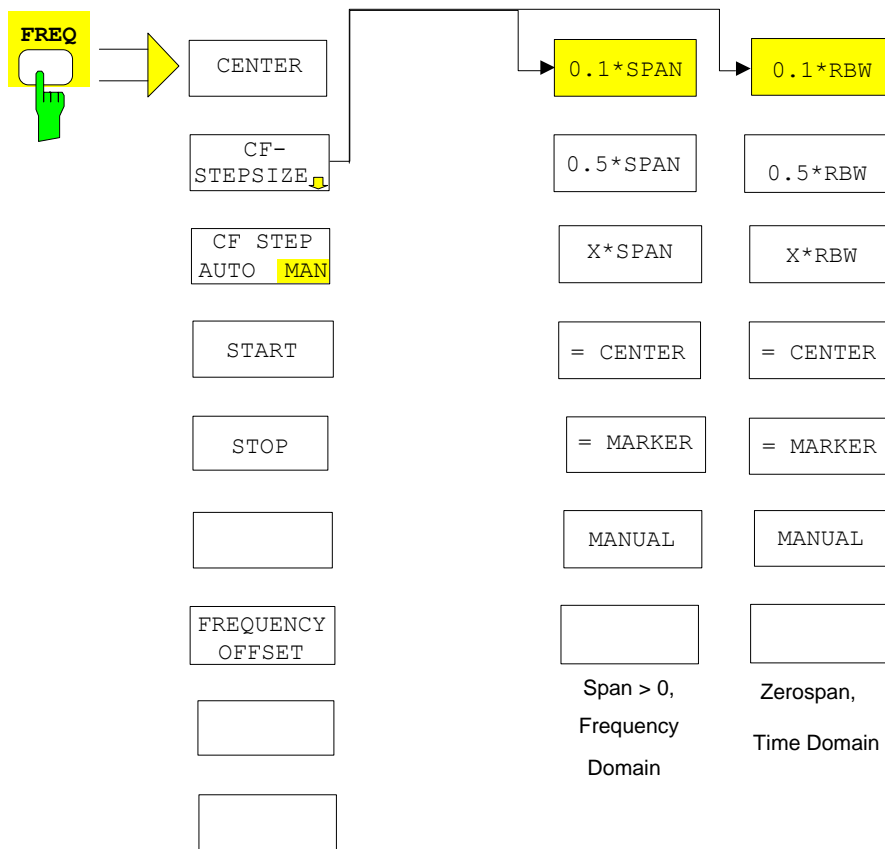 FREQ
CENTER
CF-
STEPSIZE
CF STEP
AUTO MAN
START
STOP
FREQUENCY
OFFSET
0.1*SPAN
0.5*SPAN
X*SPAN
= CENTER
= MARKER
MANUAL
Span > 0,
Frequency
Domain
0.1*RBW
0.5*RBW
X*RBW
= CENTER
= MARKER
MANUAL
Zerospan,
Time Domain